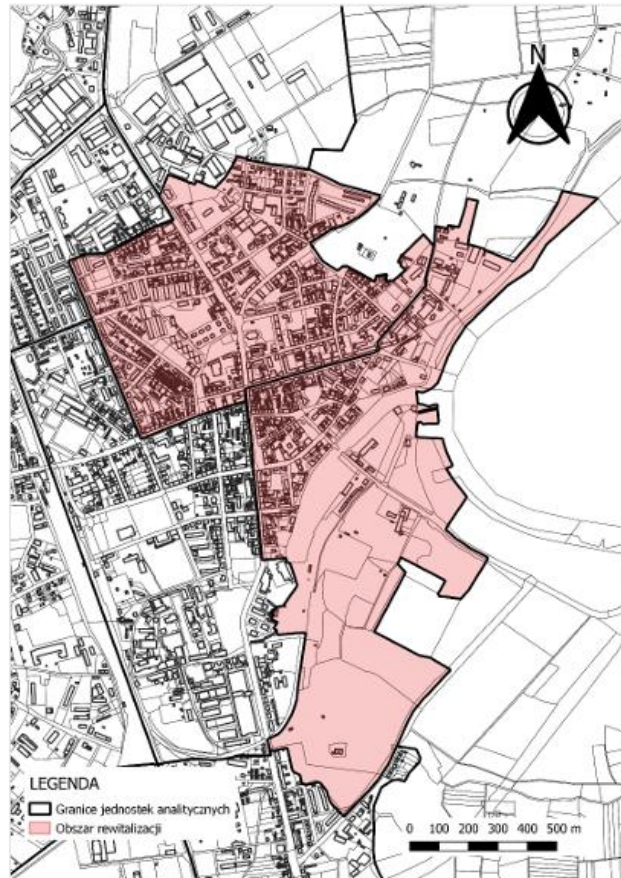 N
LEGENDA
Granice jednostek analitycznych
Obszar rewitalizacji
0 100 200 300 400 500 m